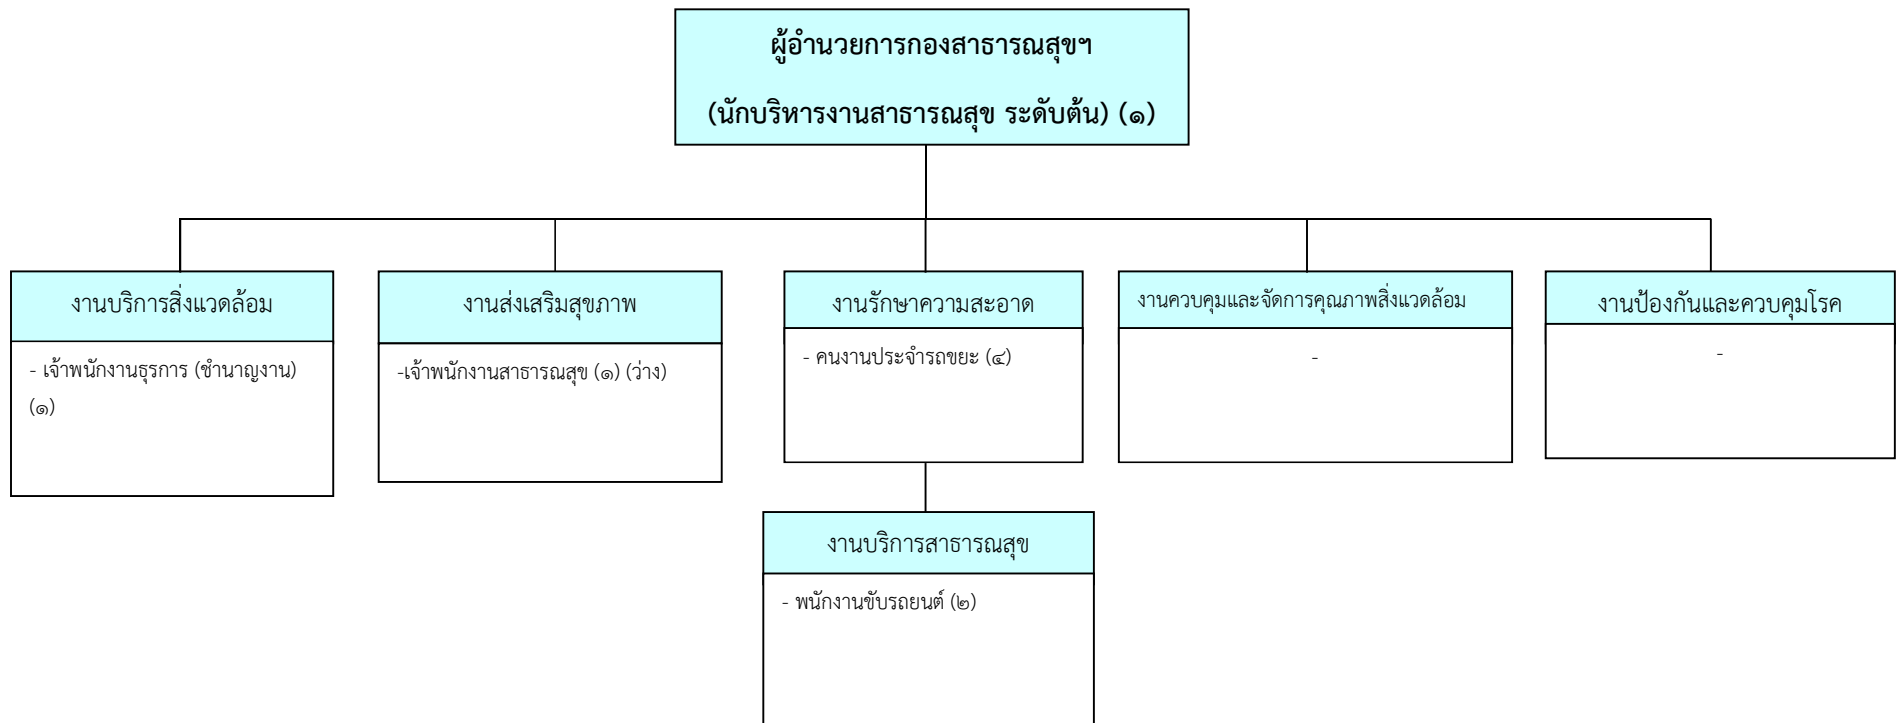 ผู้อำนวยการกองสาธารณสุขฯ
(นักบริหารงานสาธารณสุข ระดับต้น) (๑)
งานบริการสิ่งแวดล้อม
- เจ้าพนักงานธุรการ (ชำนาญงาน)
(๑)
งานส่งเสริมสุขภาพ
-เจ้าพนักงานสาธารณสุข (๑) (ว่าง)
งานรักษาความสะอาด
- คนงานประจำรถขยะ (๔)
งานควบคุมและจัดการคุณภาพสิ่งแวดล้อม
-
งานป้องกันและควบคุมโรค
-
งานบริการสาธารณสุข
- พนักงานขับรถยนต์ (๒)